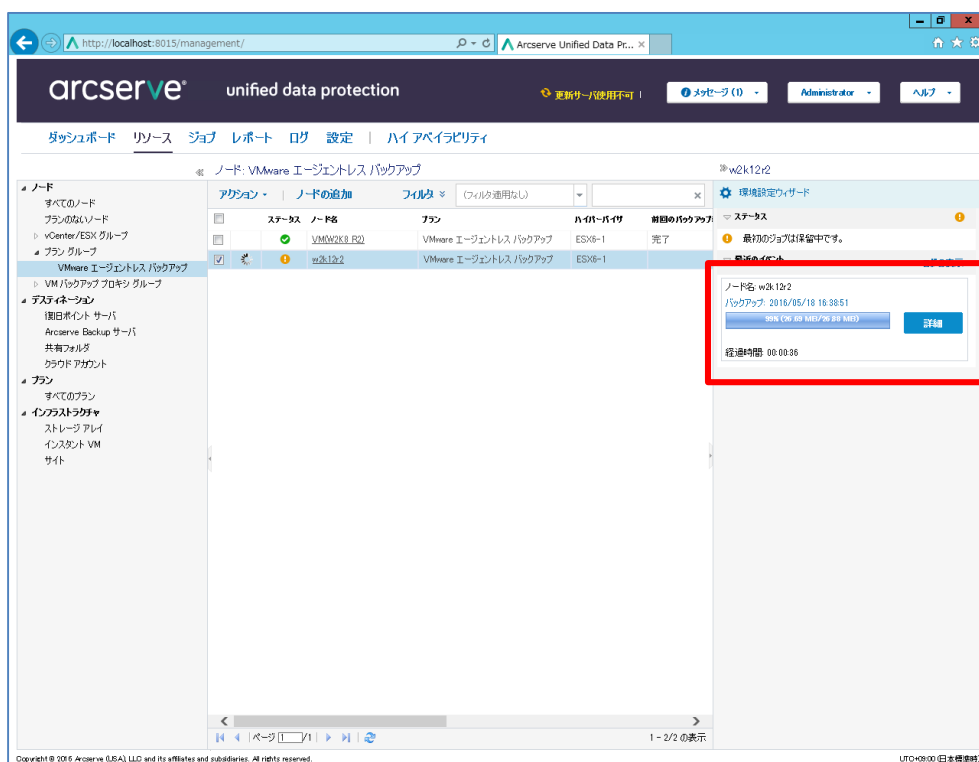 http://localhost:8015/management/
Arcserve Unified Data Pr... ×
arcserve® unified data protection
更新サーバ使用不可 |
メッセージ (1)
Administrator
ヘルプ
ダッシュボード リソース ジョブ レポート ログ 設定 | ハイ アベイラビリティ
ノード: VMware エージェントレス バックアップ
w2k12r2
ノード
すべてのノード
プランのないノード
vCenter/ESX グループ
プラン グループ
VMware エージェントレス バックアップ
VM バックアップ プロキシ グループ
デスティネーション
復旧ポイント サーバ
Arcserve Backup サーバ
共有フォルダ
クラウド アカウント
プラン
すべてのプラン
インフラストラクチャ
ストレージ アレイ
インスタント VM
サイト
アクション | ノードの追加 フィルタ (フィルタ適用なし)
ステータス ノード名 プラン ハイパーバイザ 前回のバックアップ
VM(W2K8 R2) VMware エージェントレス バックアップ ESX6-1 完了
w2k12r2 VMware エージェントレス バックアップ ESX6-1
環境設定ウィザード
ステータス
最初のジョブは保留中です。
最近のイベント
ノード名: w2k12r2
バックアップ: 2016/05/18 16:38:51
99% (26.69 MB/26.88 MB)
詳細
経過時間: 00:00:36
ページ 1 /1
1 - 2/2 の表示
Copyright © 2016 Arcserve (USA), LLC and its affiliates and subsidiaries. All rights reserved.
UTC+09:00 (日本標準時)